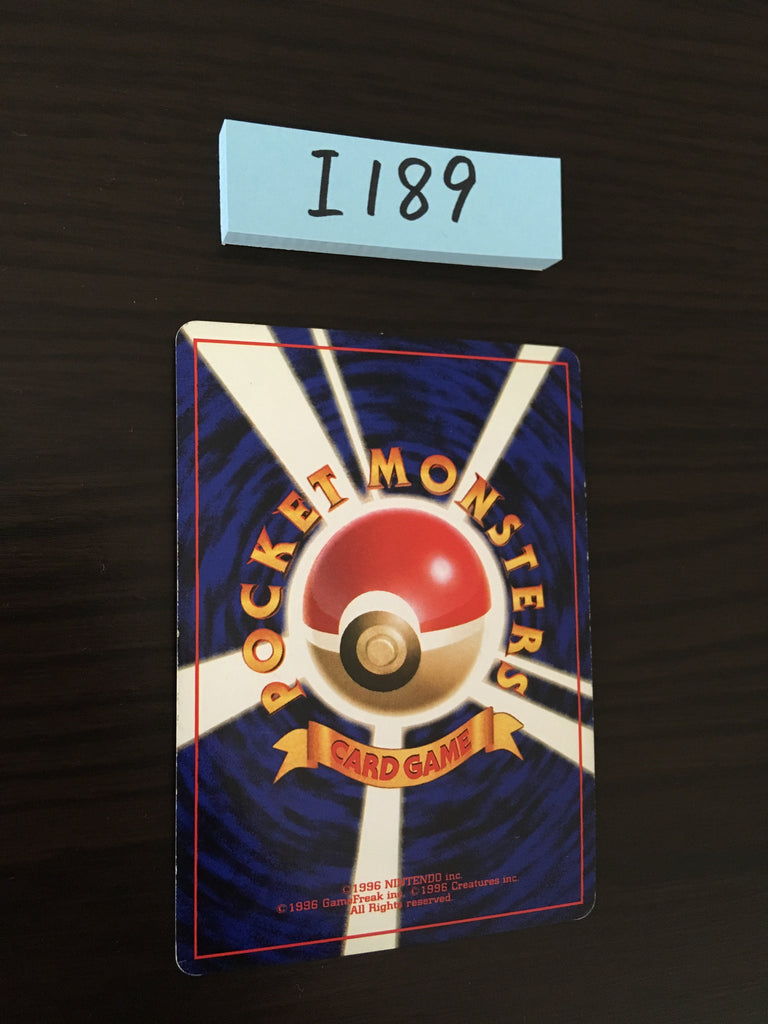 I189
POCKET MONSTERS
CARD GAME
©1996 NINTENDO inc.
©1996 GameFreak inc. ©1996 Creatures inc.
All Rights reserved.